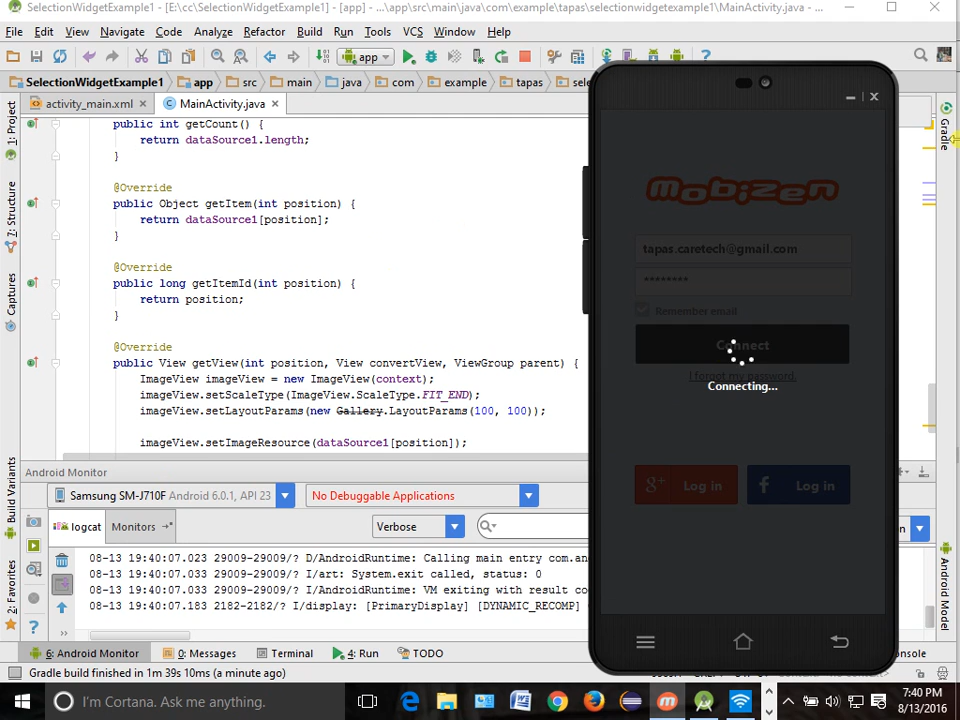 SelectionWidgetExample1 - [E:\cc\SelectionWidgetExample1] - [app] - ...\app\src\main\java\com\example\tapas\selectionwidgetexample1\MainActivity.java - ...
File Edit View Navigate Code Analyze Refactor Build Run Tools VCS Window Help
app
SelectionWidgetExample1 app src main java com example tapas
activity_main.xml MainActivity.java
public int getCount() {
return dataSource1.length;
}
@Override
public Object getItem(int position) {
return dataSource1[position];
}
@Override
public long getItemId(int position) {
return position;
}
@Override
public View getView(int position, View convertView, ViewGroup parent) {
ImageView imageView = new ImageView(context);
imageView.setScaleType(ImageView.ScaleType.FIT_END);
imageView.setLayoutParams(new Gallery.LayoutParams(100, 100));
imageView.setImageResource(dataSource1[position]);
1: Project
7: Structure
Captures
Build Variants
2: Favorites
Gradle
Android Model
mobizen
tapas.caretech@gmail.com
********
Remember email
Connect
I forgot my password.
Connecting...
g+ Log in
f Log in
Android Monitor
Samsung SM-J710F Android 6.0.1, API 23
No Debuggable Applications
logcat Monitors
Verbose
08-13 19:40:07.023 29009-29009/? D/AndroidRuntime: Calling main entry com.an
08-13 19:40:07.033 29009-29009/? I/art: System.exit called, status: 0
08-13 19:40:07.033 29009-29009/? I/AndroidRuntime: VM exiting with result co
08-13 19:40:07.183 2182-2182/? I/display: [PrimaryDisplay] [DYNAMIC_RECOMP]
6: Android Monitor 0: Messages Terminal 4: Run TODO
Gradle build finished in 1m 39s 10ms (a minute ago)
I'm Cortana. Ask me anything.
7:40 PM
8/13/2016